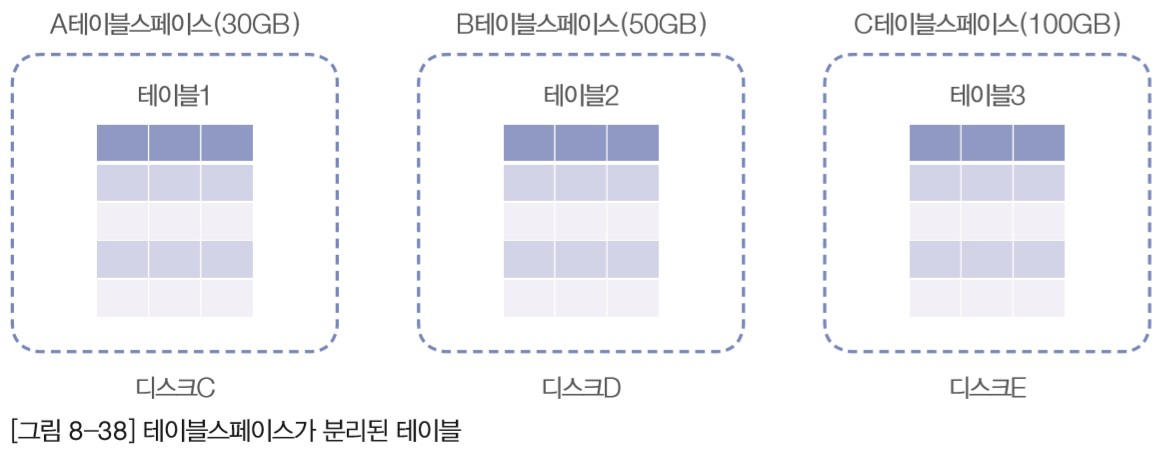 A테이블스페이스(30GB) B테이블스페이스(50GB) C테이블스페이스(100GB)
테이블1 테이블2 테이블3
디스크C 디스크D 디스크E
[그림 8-38] 테이블스페이스가 분리된 테이블